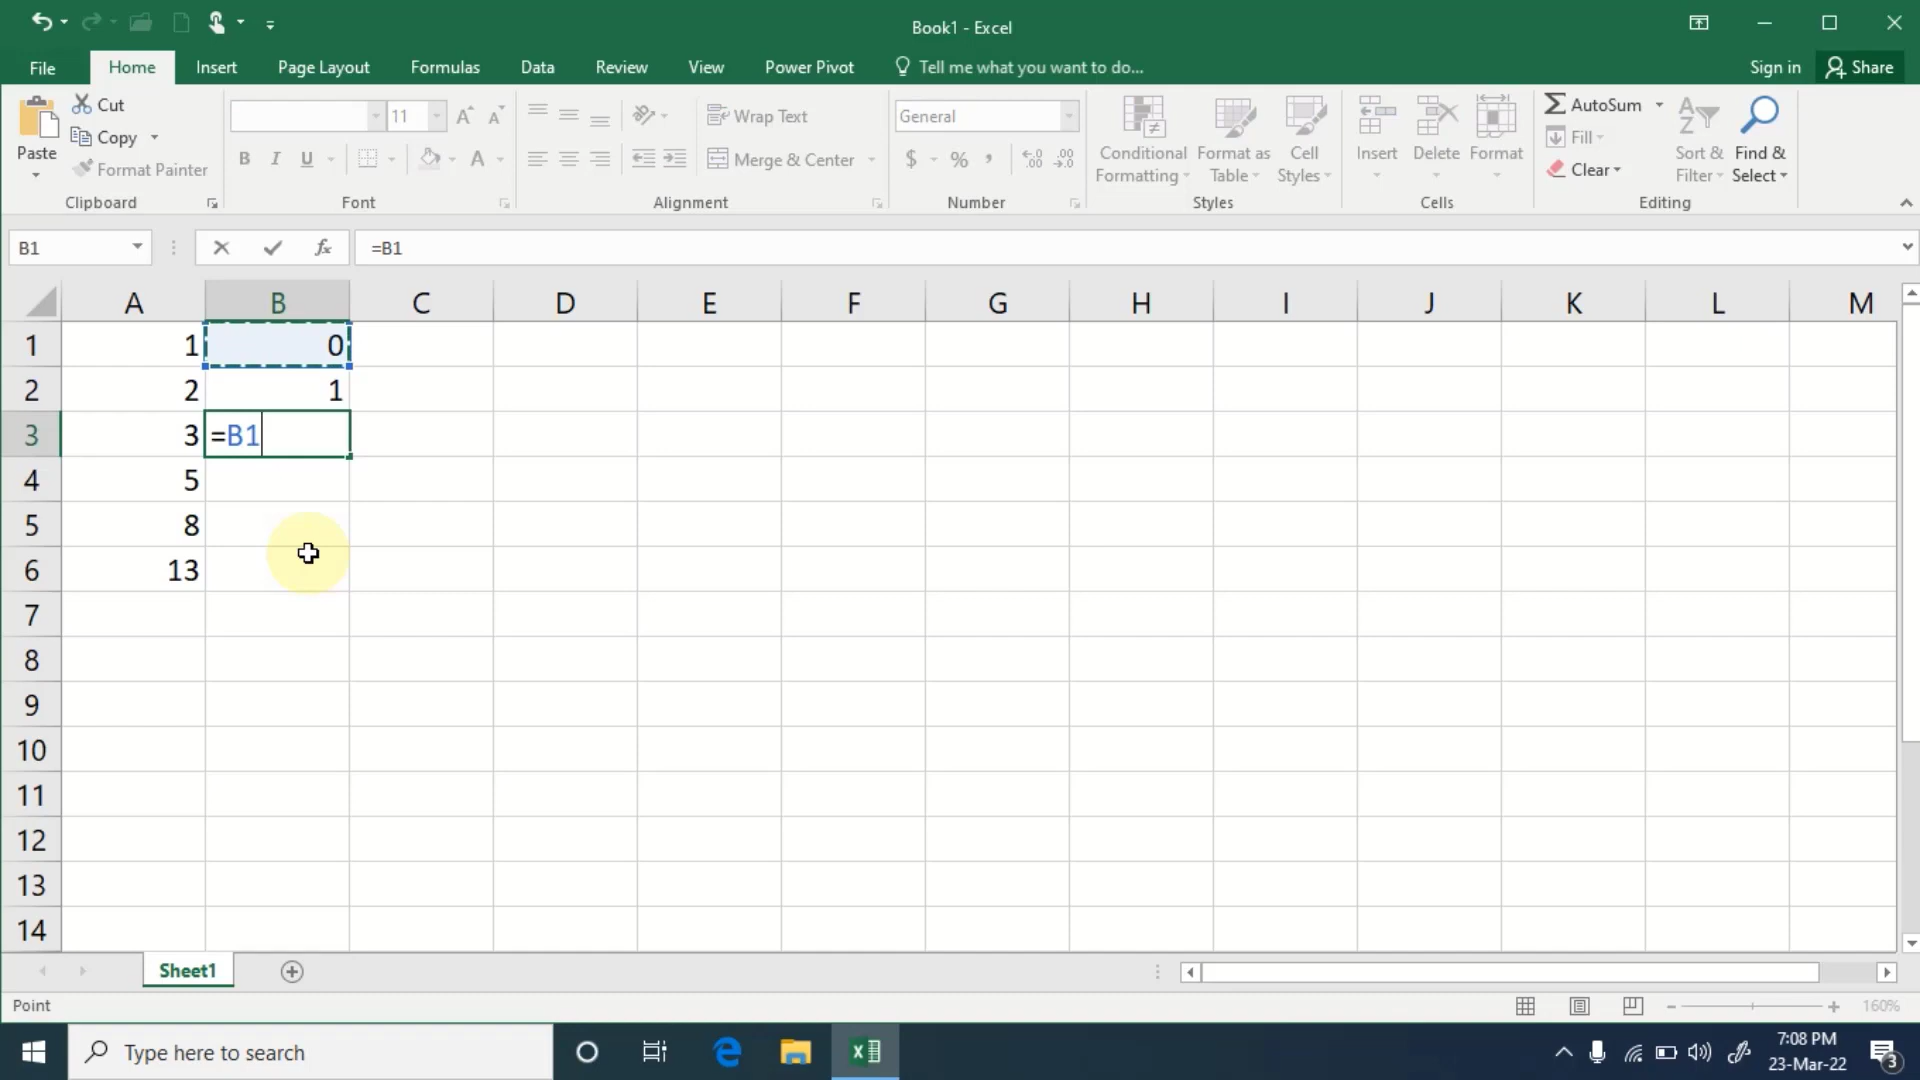 Book1 - Excel
File Home Insert Page Layout Formulas Data Review View Power Pivot Tell me what you want to do... Sign in Share
Paste
Cut
Copy
Format Painter
Clipboard
11
A A
B I U A
Font
Wrap Text
Merge & Center
Alignment
General
$ % ,
Number
Conditional Formatting
Format as Table
Cell Styles
Styles
Insert Delete Format
Cells
AutoSum
Fill
Clear
Sort & Filter
Find & Select
Editing
B1 fx =B1
A B C D E F G H I J K L M
1 1 0
2 2 1
3 3 =B1
4 5
5 8
6 13
7
8
9
10
11
12
13
14
Sheet1
Point 160%
Type here to search
7:08 PM
23-Mar-22
3